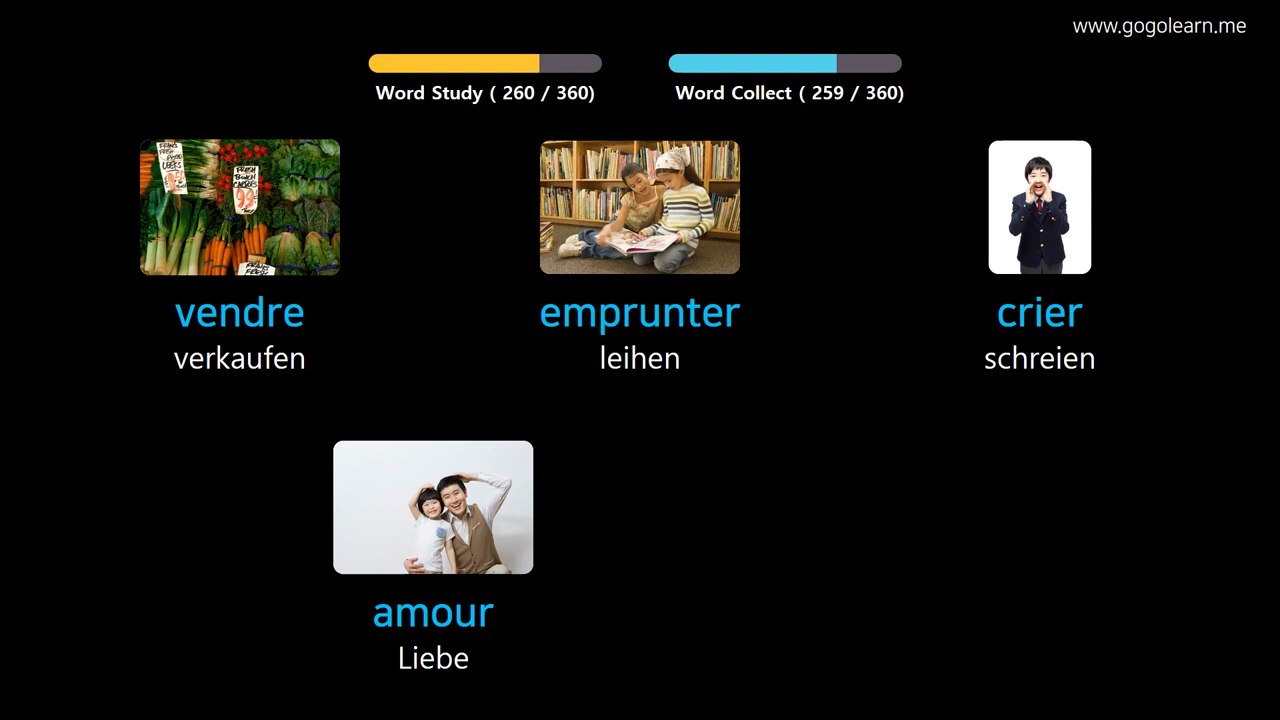 www.gogolearn.me
Word Study ( 260 / 360)
Word Collect ( 259 / 360)
vendre
verkaufen
emprunter
leihen
crier
schreien
amour
Liebe